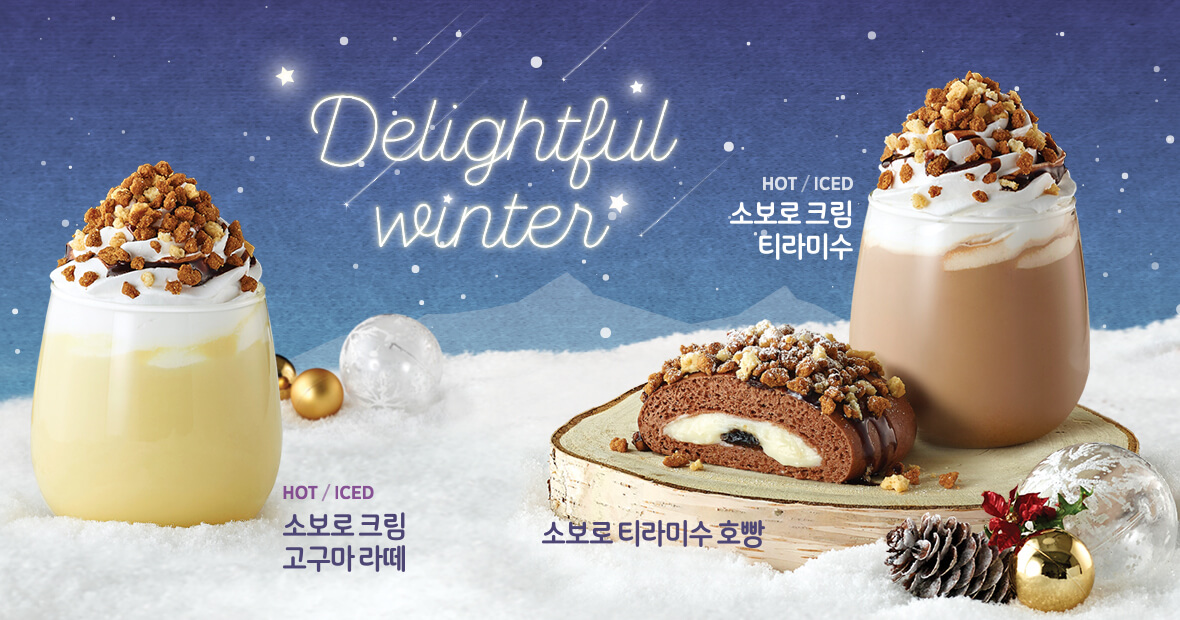 Delightful
winter
HOT / ICED
소보로 크림
티라미수
HOT / ICED
소보로 크림
고구마 라떼
소보로 티라미수 호빵